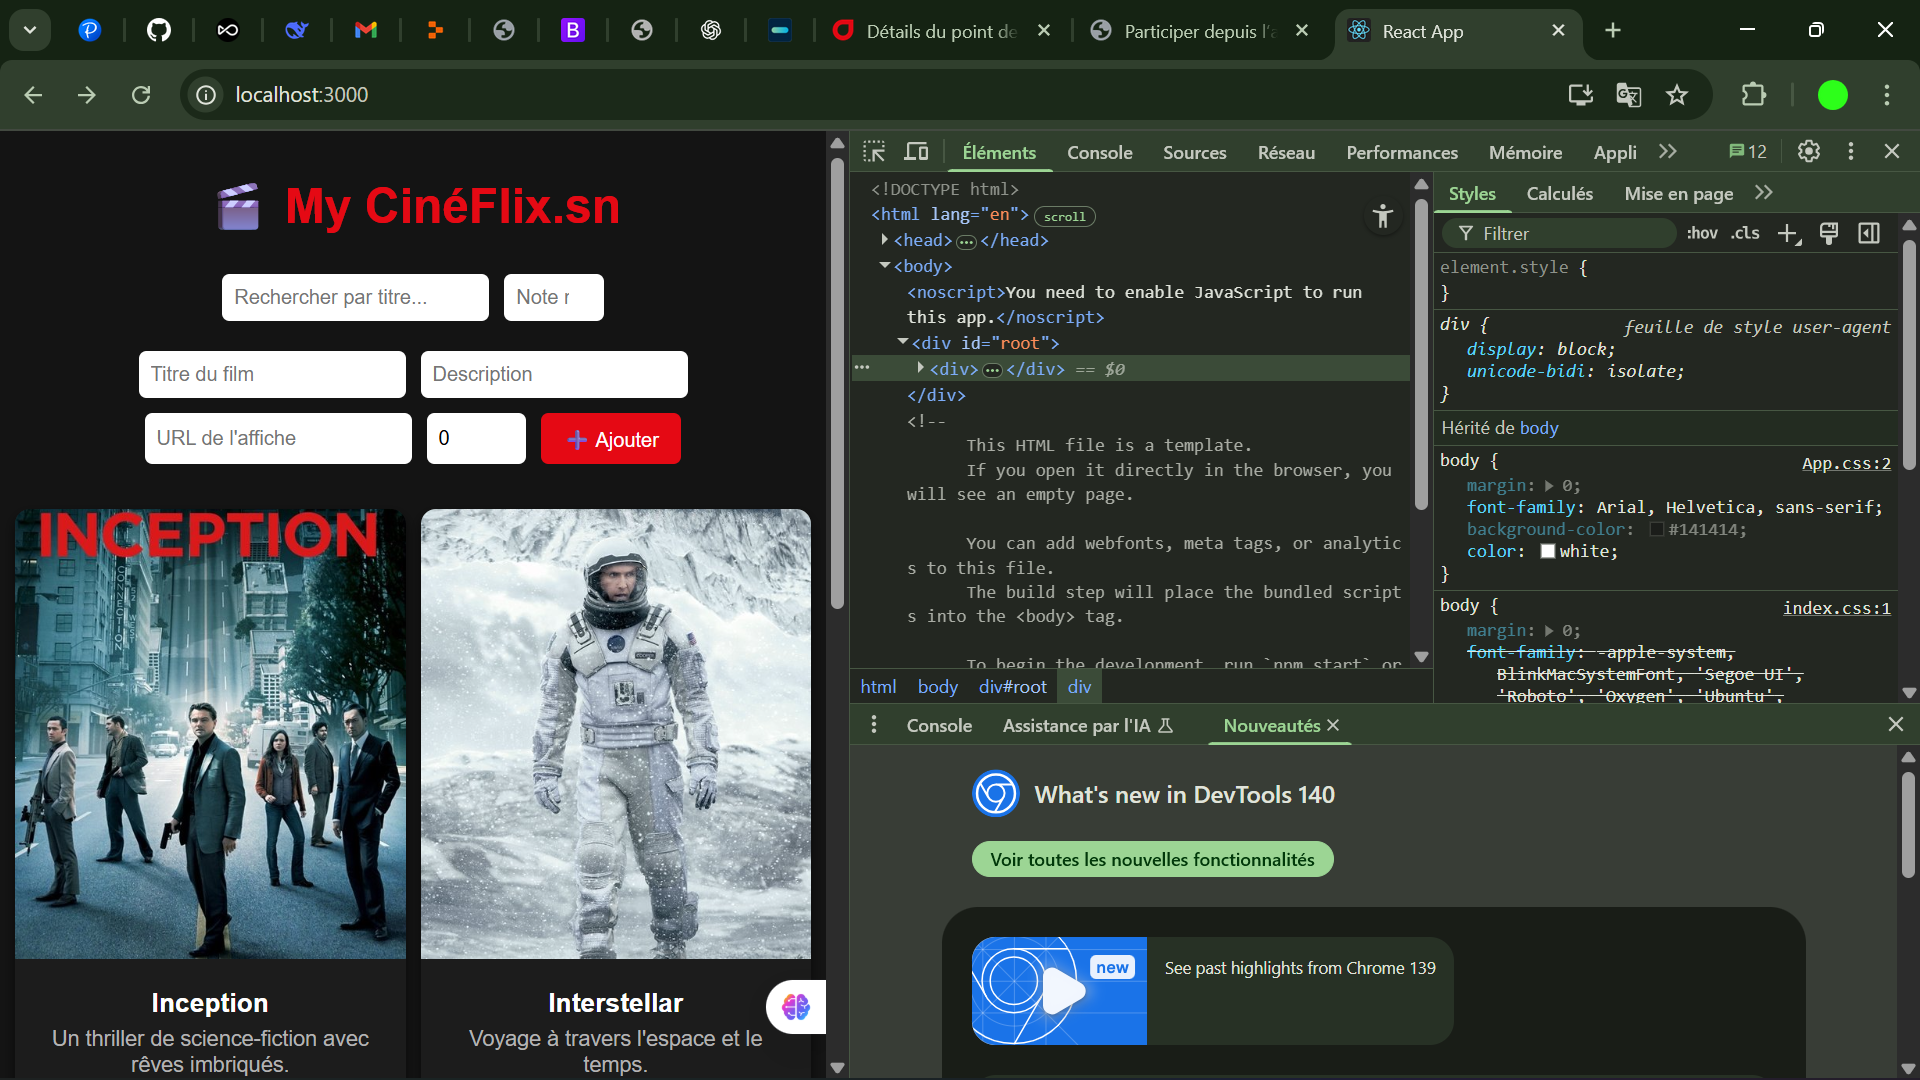 Détails du point de
Participer depuis l'a
React App
localhost:3000
My CinéFlix.sn
Rechercher par titre...
Note r
Titre du film
Description
URL de l'affiche
0
Ajouter
INCEPTION
Inception
Un thriller de science-fiction avec
rêves imbriqués.
Interstellar
Voyage à travers l'espace et le
temps.
Éléments
Console
Sources
Réseau
Performances
Mémoire
Appli
12
<!DOCTYPE html>
<html lang="en"> scroll
<head> … </head>
<body>
<noscript>You need to enable JavaScript to run
this app.</noscript>
<div id="root">
<div> … </div> == $0
</div>
<!--
This HTML file is a template.
If you open it directly in the browser, you
will see an empty page.
You can add webfonts, meta tags, or analytic
s to this file.
The build step will place the bundled script
s into the <body> tag.
To begin the development, run `npm start` or
html
body
div#root
div
Styles
Calculés
Mise en page
Filtrer
:hov
.cls
element.style {
}
div {
feuille de style user-agent
display: block;
unicode-bidi: isolate;
}
Hérité de body
body {
App.css:2
margin: 0;
font-family: Arial, Helvetica, sans-serif;
background-color: #141414;
color: white;
}
body {
index.css:1
margin: 0;
font-family: -apple-system,
BlinkMacSystemFont, 'Segoe UI',
'Roboto', 'Oxygen', 'Ubuntu',
Console
Assistance par l'IA
Nouveautés
What's new in DevTools 140
Voir toutes les nouvelles fonctionnalités
new
See past highlights from Chrome 139